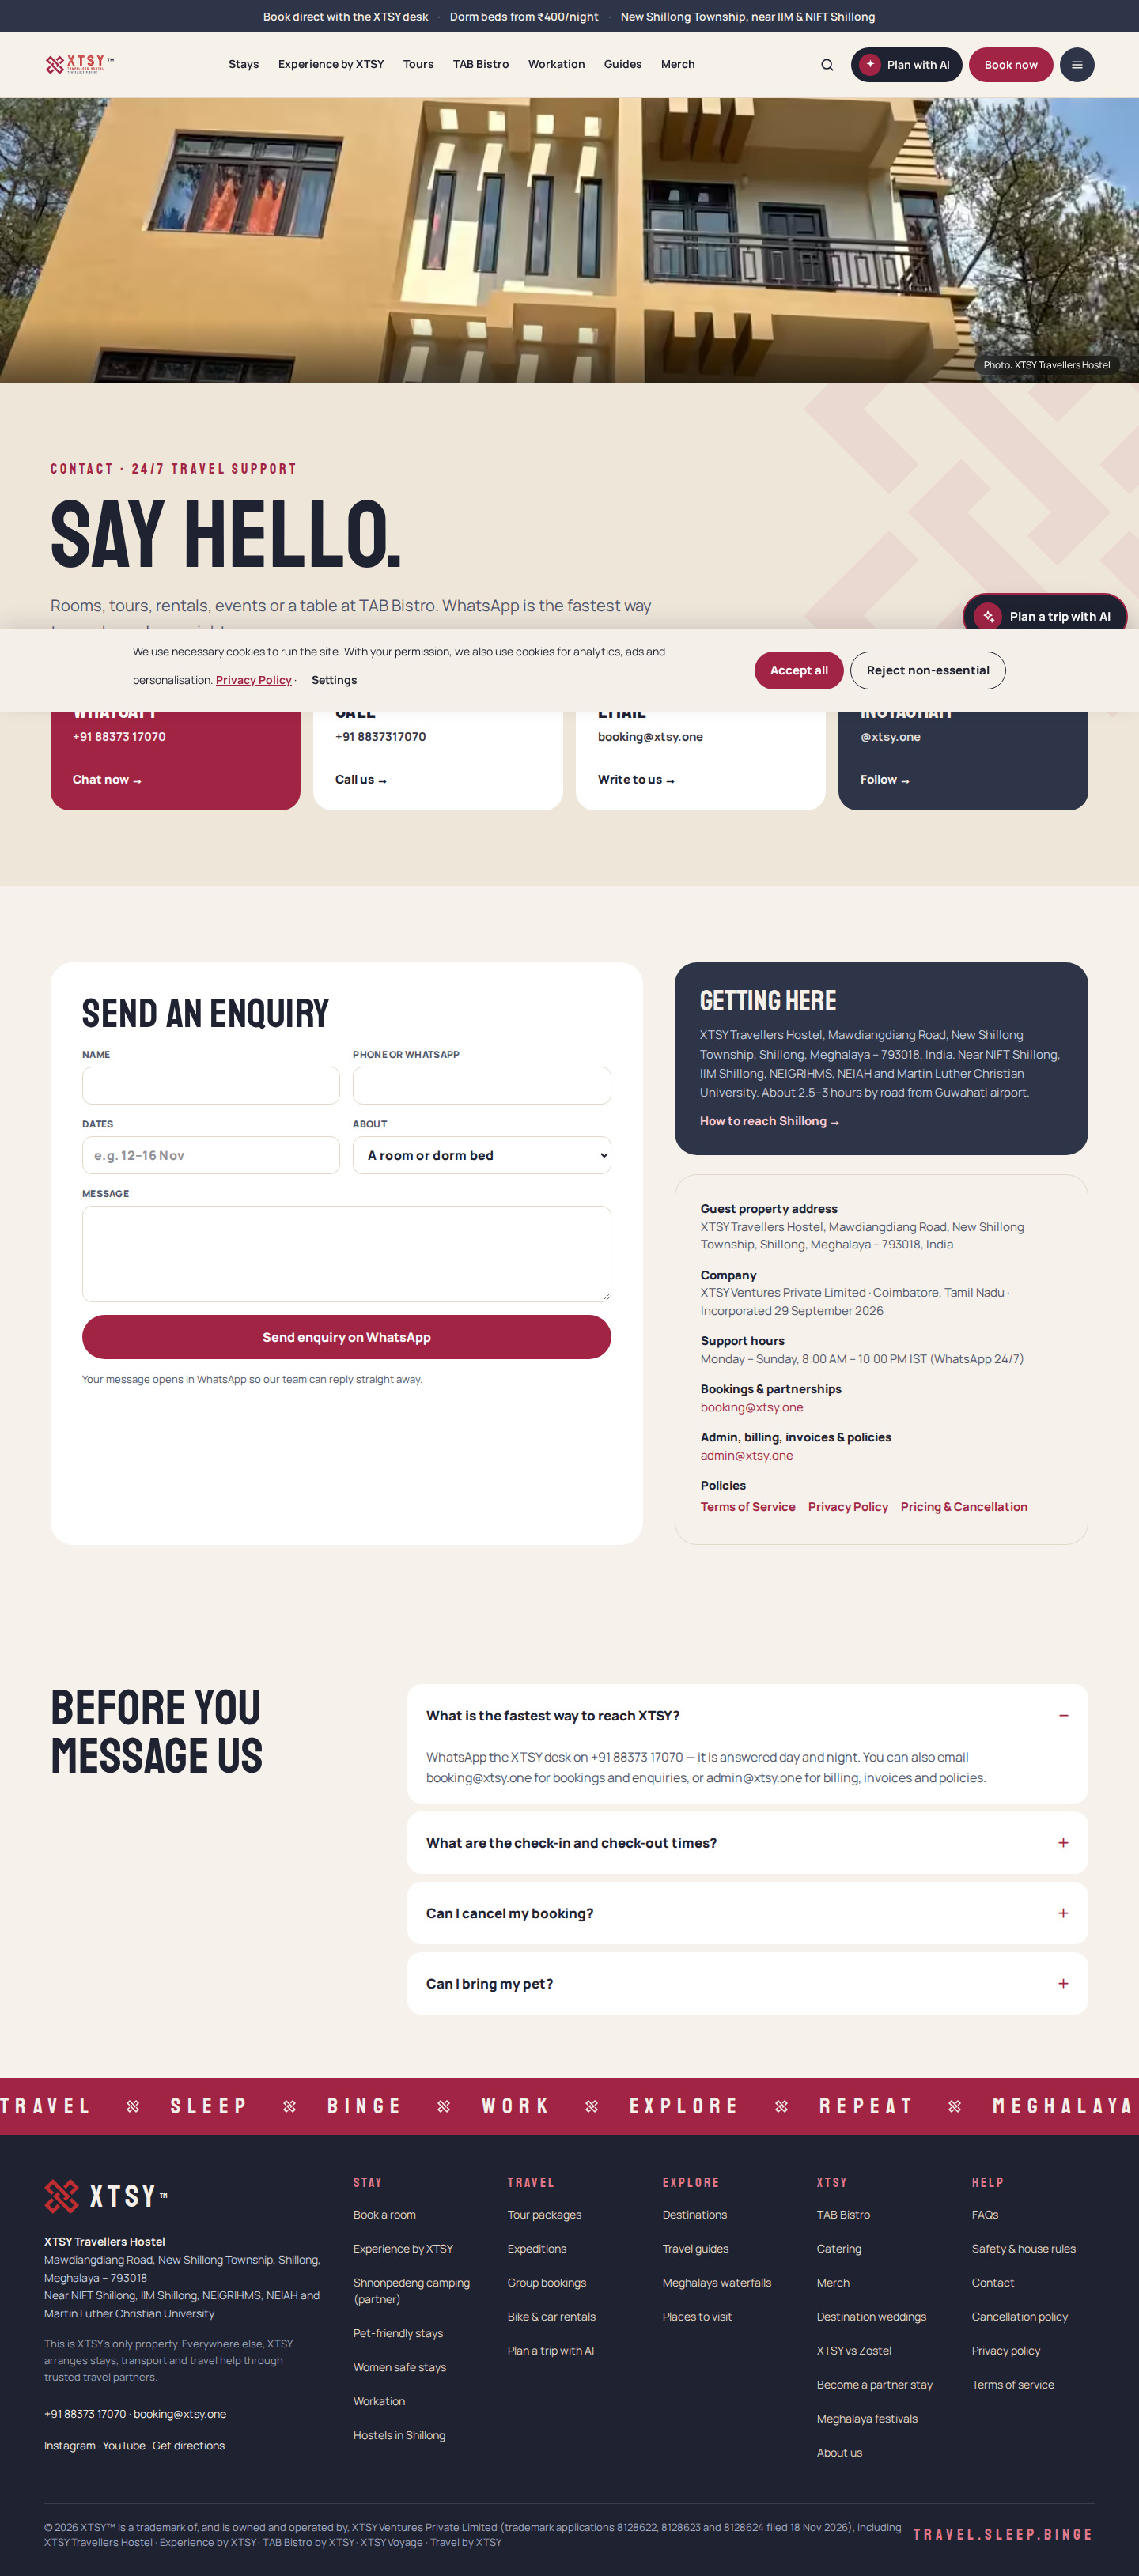 Book direct with the XTSY desk · Dorm beds from ₹400/night · New Shillong Township, near IIM & NIFT Shillong
XTSY™
Stays Experience by XTSY Tours TAB Bistro Workation Guides Merch Plan with AI Book now
Photo: XTSY Travellers Hostel
CONTACT · 24/7 TRAVEL SUPPORT
SAY HELLO.
Rooms, tours, rentals, events or a table at TAB Bistro. WhatsApp is the fastest way
Plan a trip with AI
We use necessary cookies to run the site. With your permission, we also use cookies for analytics, ads and
personalisation. Privacy Policy · Settings
Accept all Reject non-essential
WHATSAPP CALL EMAIL INSTAGRAM
+91 88373 17070 +91 8837317070 booking@xtsy.one @xtsy.one
Chat now → Call us → Write to us → Follow →
SEND AN ENQUIRY
NAME PHONE OR WHATSAPP
DATES ABOUT
e.g. 12–16 Nov A room or dorm bed
MESSAGE
Send enquiry on WhatsApp
Your message opens in WhatsApp so our team can reply straight away.
GETTING HERE
XTSY Travellers Hostel, Mawdiangdiang Road, New Shillong
Township, Shillong, Meghalaya – 793018, India. Near NIFT Shillong,
IIM Shillong, NEIGRIHMS, NEIAH and Martin Luther Christian
University. About 2.5–3 hours by road from Guwahati airport.
How to reach Shillong →
Guest property address
XTSY Travellers Hostel, Mawdiangdiang Road, New Shillong
Township, Shillong, Meghalaya – 793018, India
Company
XTSY Ventures Private Limited · Coimbatore, Tamil Nadu ·
Incorporated 29 September 2026
Support hours
Monday – Sunday, 8:00 AM – 10:00 PM IST (WhatsApp 24/7)
Bookings & partnerships
booking@xtsy.one
Admin, billing, invoices & policies
admin@xtsy.one
Policies
Terms of Service Privacy Policy Pricing & Cancellation
BEFORE YOU
MESSAGE US
What is the fastest way to reach XTSY? −
WhatsApp the XTSY desk on +91 88373 17070 — it is answered day and night. You can also email
booking@xtsy.one for bookings and enquiries, or admin@xtsy.one for billing, invoices and policies.
What are the check-in and check-out times? +
Can I cancel my booking? +
Can I bring my pet? +
TRAVEL SLEEP BINGE WORK EXPLORE REPEAT MEGHALAYA
XTSY™
XTSY Travellers Hostel
Mawdiangdiang Road, New Shillong Township, Shillong,
Meghalaya – 793018
Near NIFT Shillong, IIM Shillong, NEIGRIHMS, NEIAH and
Martin Luther Christian University
This is XTSY's only property. Everywhere else, XTSY
arranges stays, transport and travel help through
trusted travel partners.
+91 88373 17070 · booking@xtsy.one
Instagram · YouTube · Get directions
STAY
Book a room
Experience by XTSY
Shnonpedeng camping
(partner)
Pet-friendly stays
Women safe stays
Workation
Hostels in Shillong
TRAVEL
Tour packages
Expeditions
Group bookings
Bike & car rentals
Plan a trip with AI
EXPLORE
Destinations
Travel guides
Meghalaya waterfalls
Places to visit
XTSY
TAB Bistro
Catering
Merch
Destination weddings
XTSY vs Zostel
Become a partner stay
Meghalaya festivals
About us
HELP
FAQs
Safety & house rules
Contact
Cancellation policy
Privacy policy
Terms of service
© 2026 XTSY™ is a trademark of, and is owned and operated by, XTSY Ventures Private Limited (trademark applications 8128622, 8128623 and 8128624 filed 18 Nov 2026), including
XTSY Travellers Hostel · Experience by XTSY · TAB Bistro by XTSY · XTSY Voyage · Travel by XTSY
TRAVEL.SLEEP.BINGE